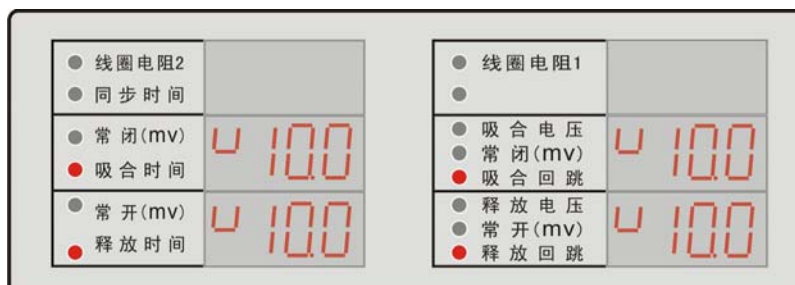 线圈电阻2
同步时间
常闭(mv)
吸合时间
υ 10.0
常开(mv)
释放时间
υ 10.0
线圈电阻1
吸合电压
常闭(mv)
吸合回跳
υ 10.0
释放电压
常开(mv)
释放回跳
υ 10.0